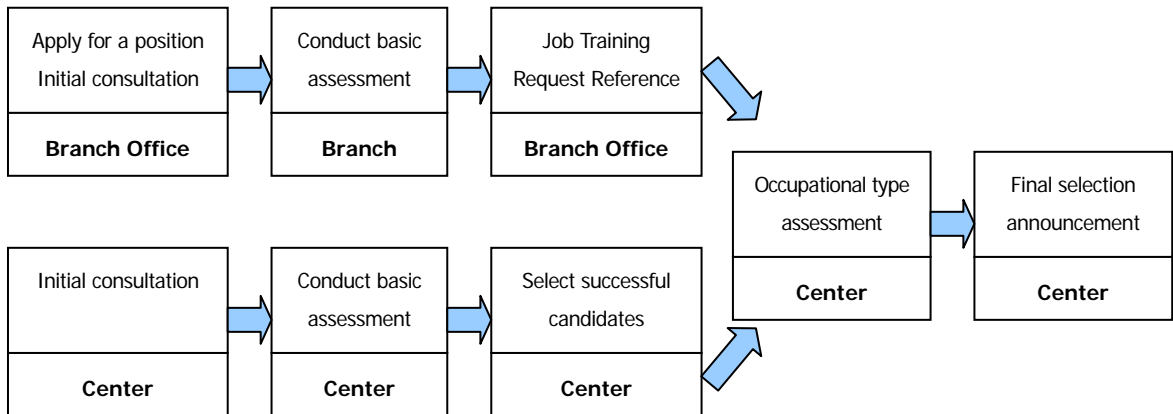 Apply for a position
Initial consultation
Branch Office
Conduct basic
assessment
Branch
Job Training
Request Reference
Branch Office
Initial consultation
Center
Conduct basic
assessment
Center
Select successful
candidates
Center
Occupational type
assessment
Center
Final selection
announcement
Center